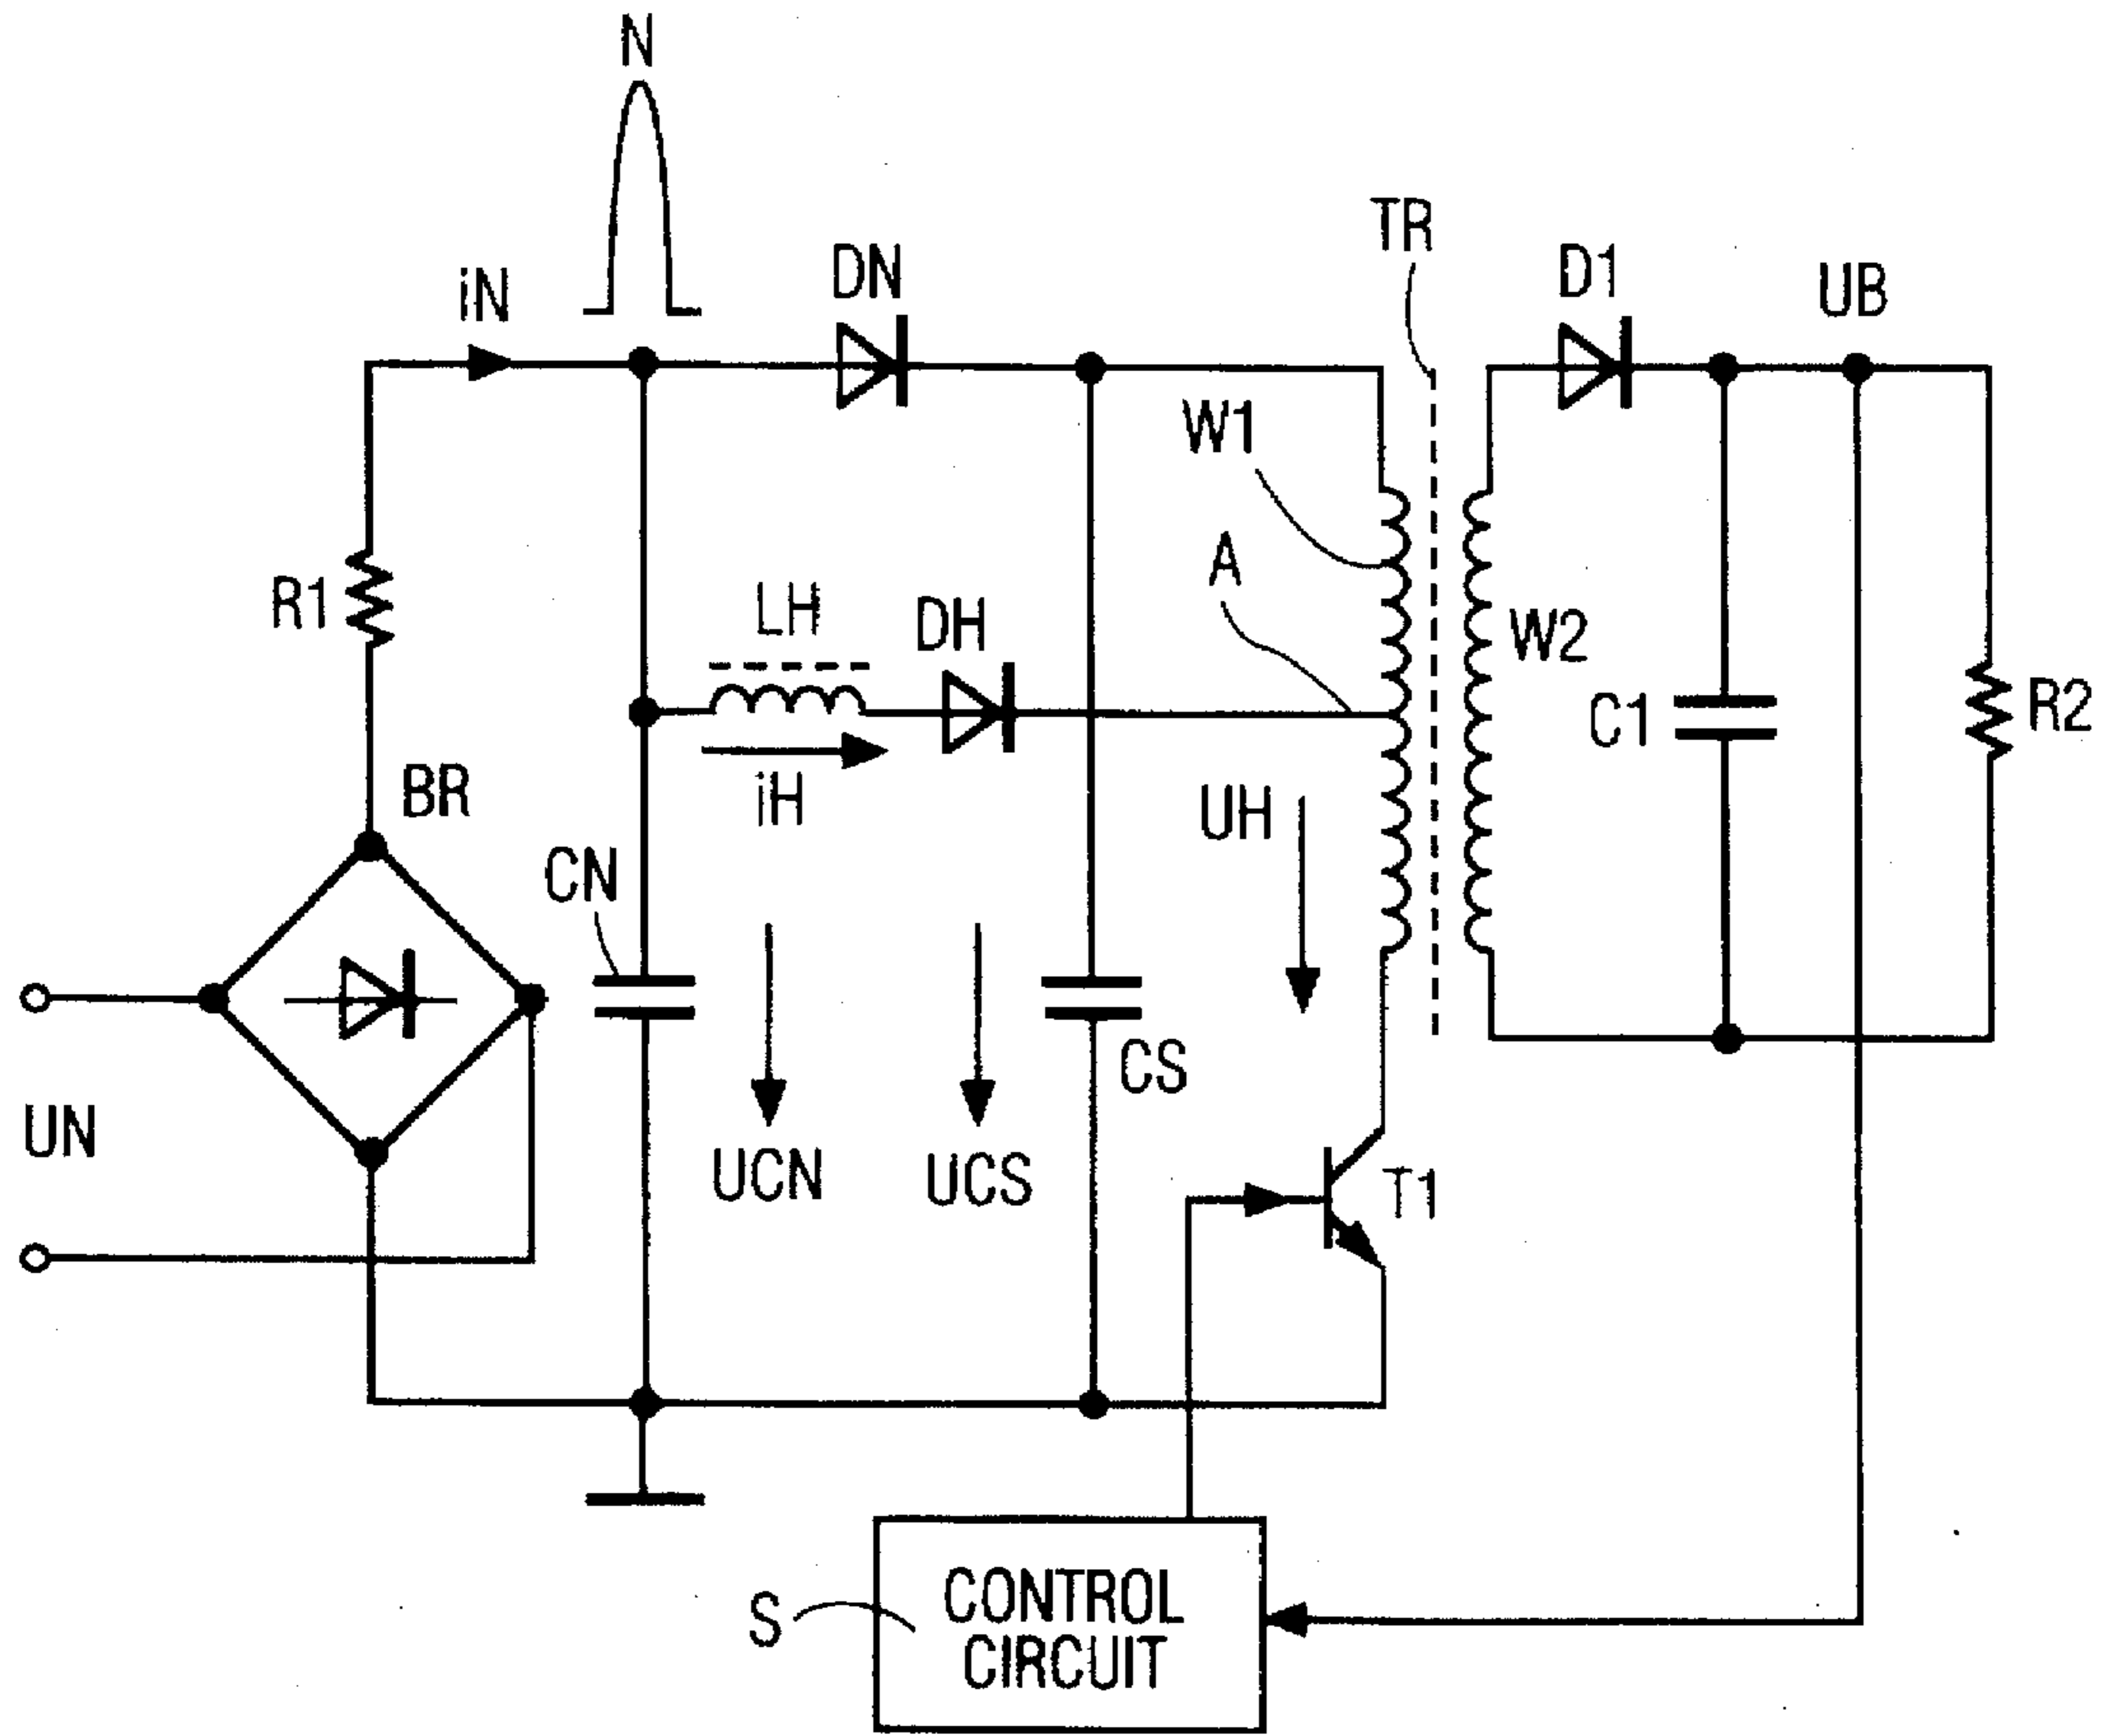 N
TR
iN
DN
D1
UB
W1
A
R1
LH
DH
W2
C1
R2
BR
iH
UH
CN
CS
UN
UCN
UCS
T1
S
CONTROL
CIRCUIT